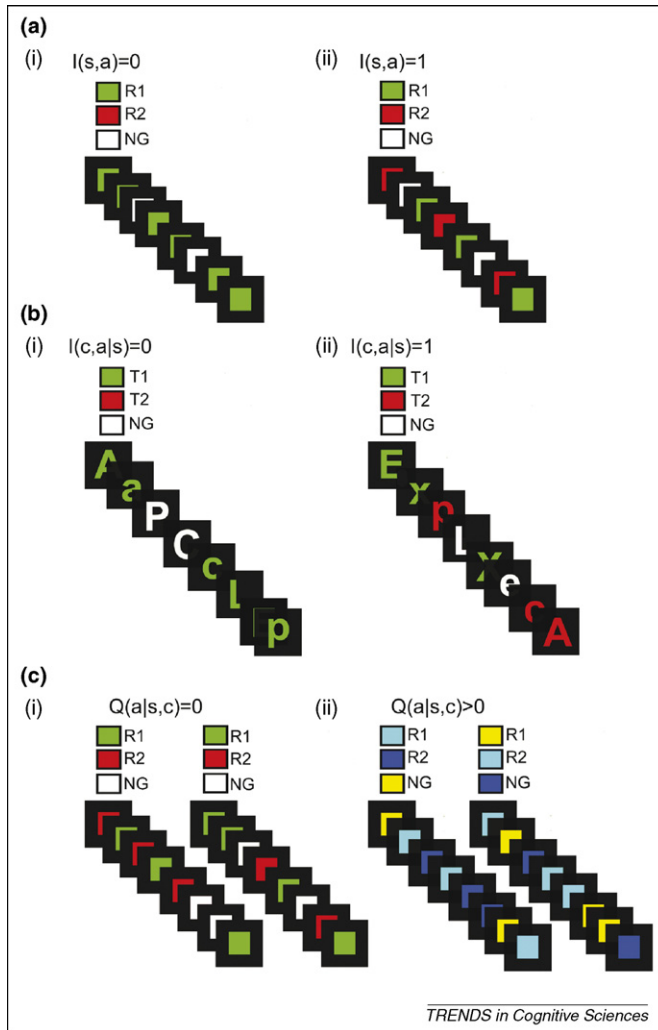 (a)
(i) I(s,a)=0 (ii) I(s,a)=1
R1 R1
R2 R2
NG NG
(b)
(i) I(c,a|s)=0 (ii) I(c,a|s)=1
T1 T1
T2 T2
NG NG
A E
a x
P p
C L
c X
L e
E c
p A
(c)
(i) Q(a|s,c)=0 (ii) Q(a|s,c)>0
R1 R1 R1 R1
R2 R2 R2 R2
NG NG NG NG
TRENDS in Cognitive Sciences